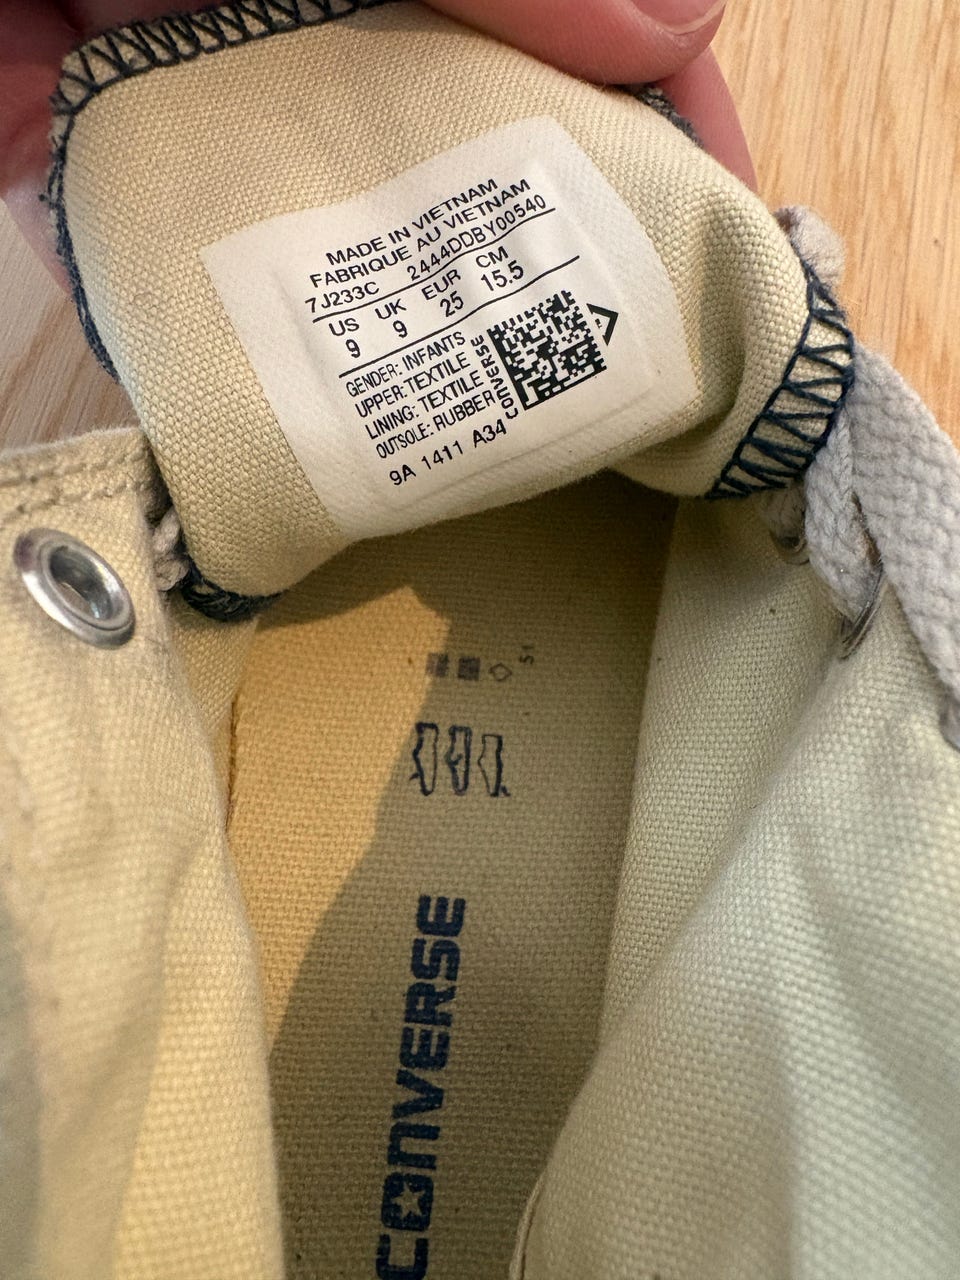 MADE IN VIETNAM
FABRIQUE AU VIETNAM
7J233C 2444DDBY00540
US UK EUR CM
9 9 25 15.5
GENDER: INFANTS
UPPER: TEXTILE
LINING: TEXTILE
OUTSOLE: RUBBER
CONVERSE
9A 1411 A34
51
CONVERSE